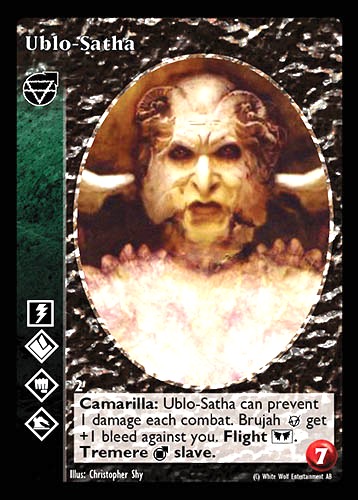 Ublo-Satha
2
Camarilla: Ublo-Satha can prevent
1 damage each combat. Brujah get
+1 bleed against you. Flight.
Tremere slave.
7
Illus: Christopher Shy
(C) White Wolf Entertainment AB